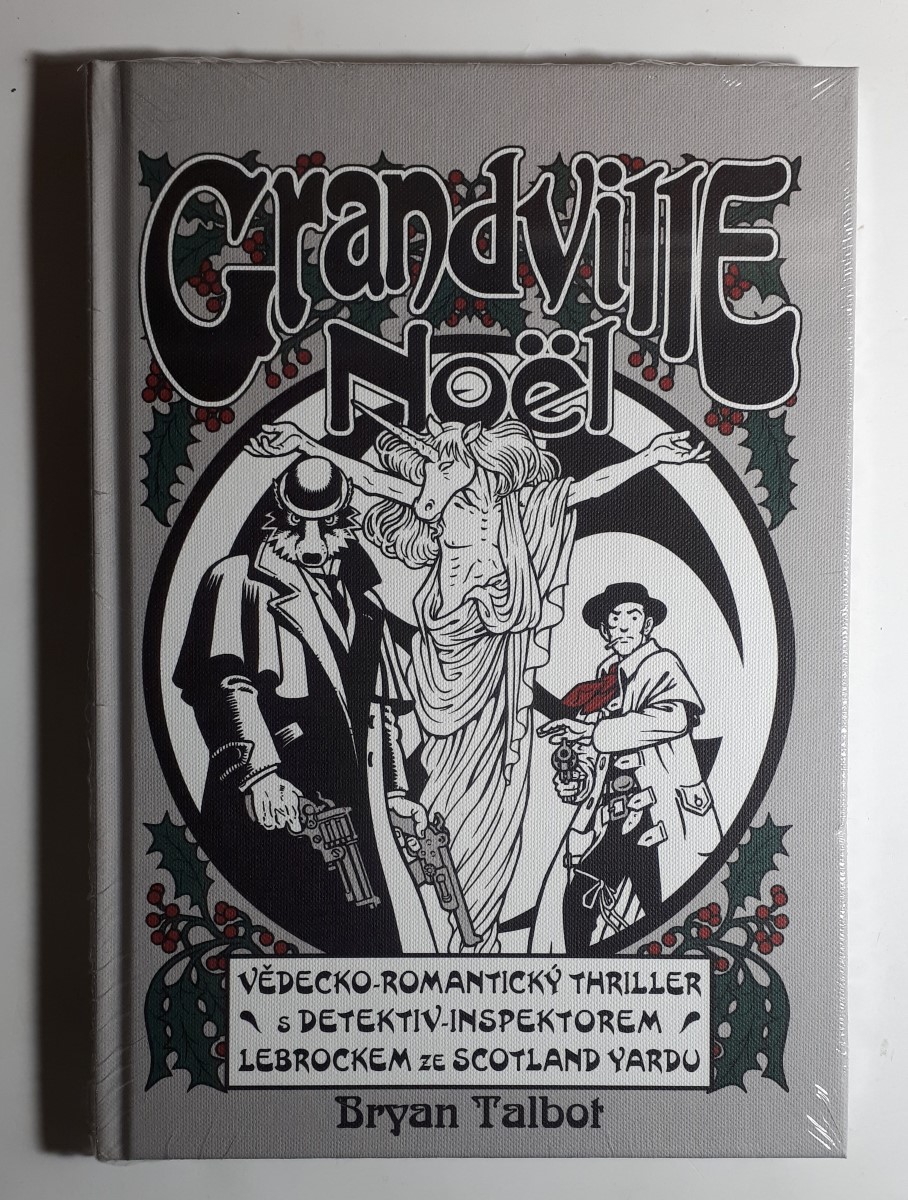 Grandville
Noël
VĚDECKO-ROMANTICKÝ THRILLER
S DETEKTIV-INSPEKTOREM
LEBROCKEM ZE SCOTLAND YARDU
Bryan Talbot